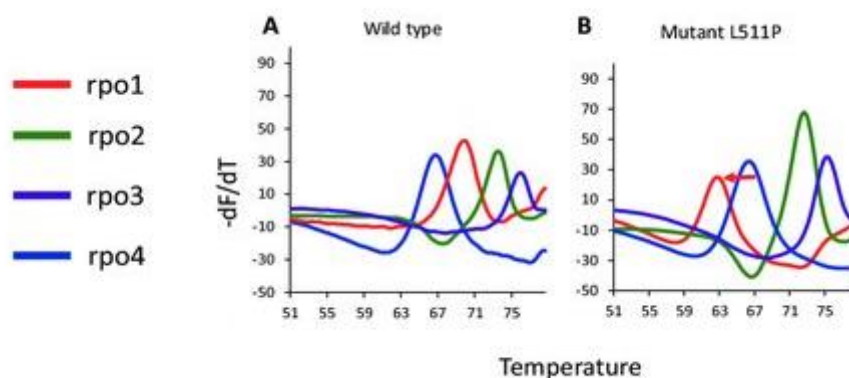 A Wild type
B Mutant L511P
rpo1
rpo2
rpo3
rpo4
-dF/dT
90
70
50
30
10
-10
-30
-50
51 55 59 63 67 71 75
90
70
50
30
10
-10
-30
-50
51 55 59 63 67 71 75
Temperature